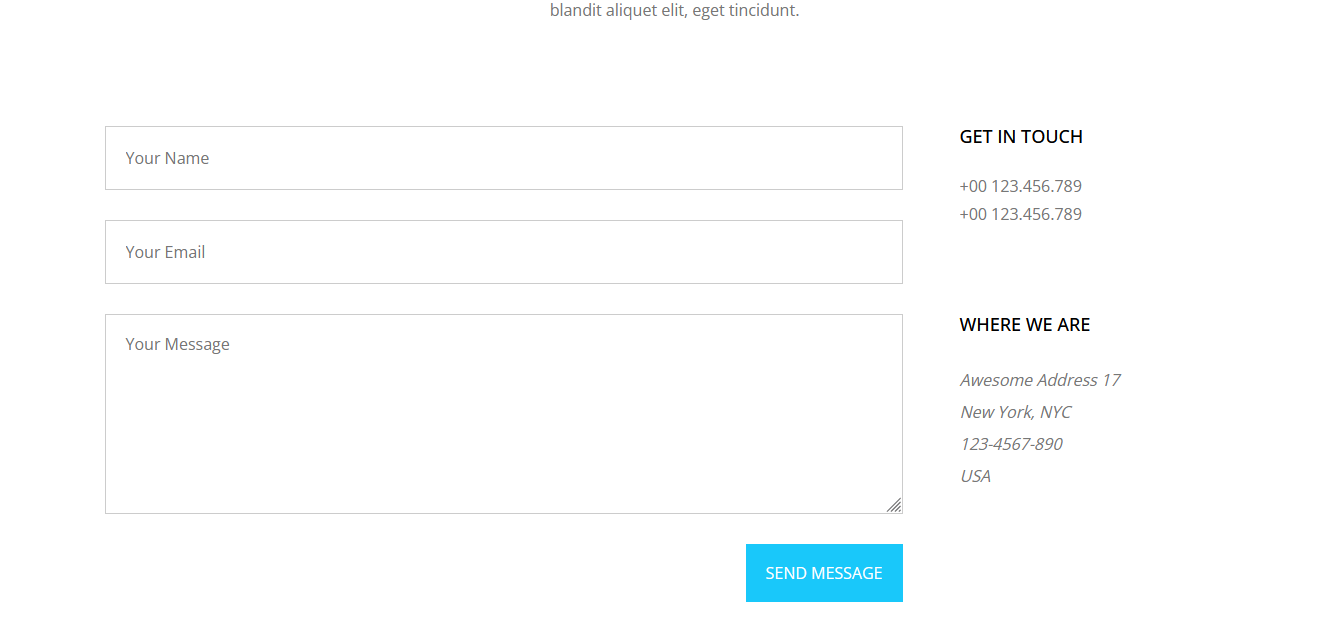 blandit aliquet elit, eget tincidunt.
Your Name
Your Email
Your Message
SEND MESSAGE
GET IN TOUCH
+00 123.456.789
+00 123.456.789
WHERE WE ARE
Awesome Address 17
New York, NYC
123-4567-890
USA